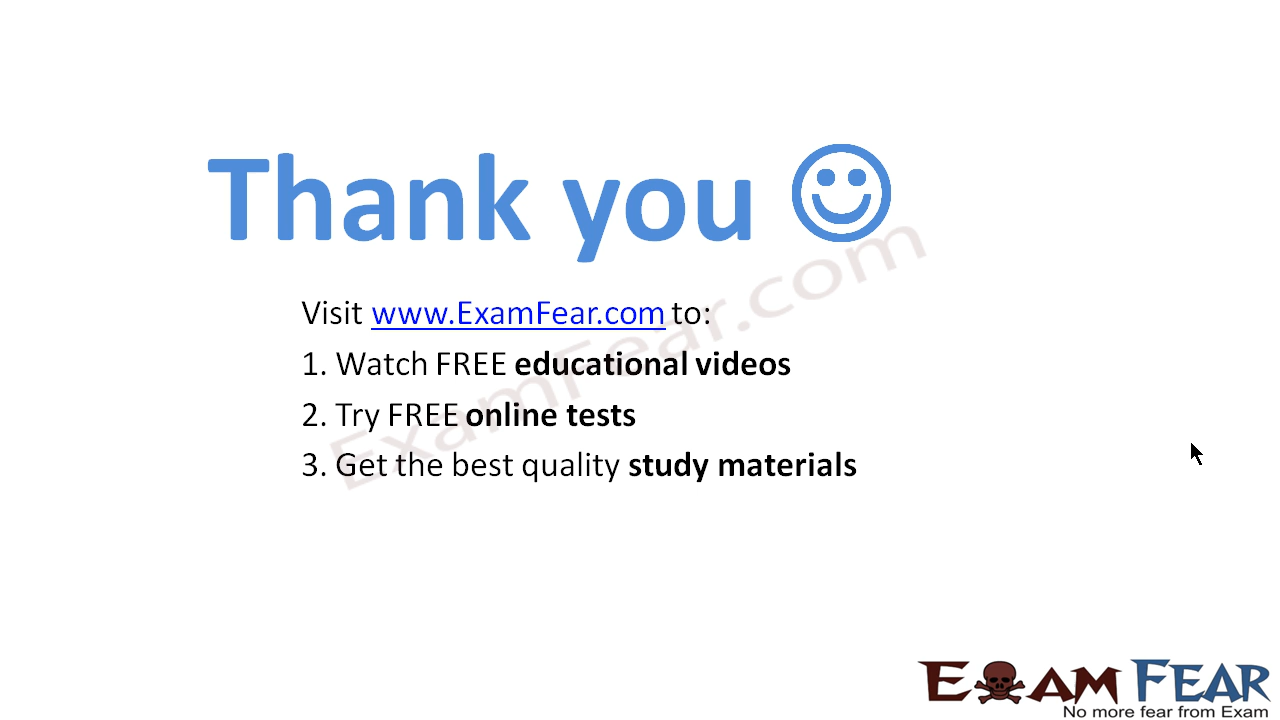 Thank you
Visit www.ExamFear.com to:
1. Watch FREE educational videos
2. Try FREE online tests
3. Get the best quality study materials
ExamFear.com
EXAM FEAR
No more fear from Exam